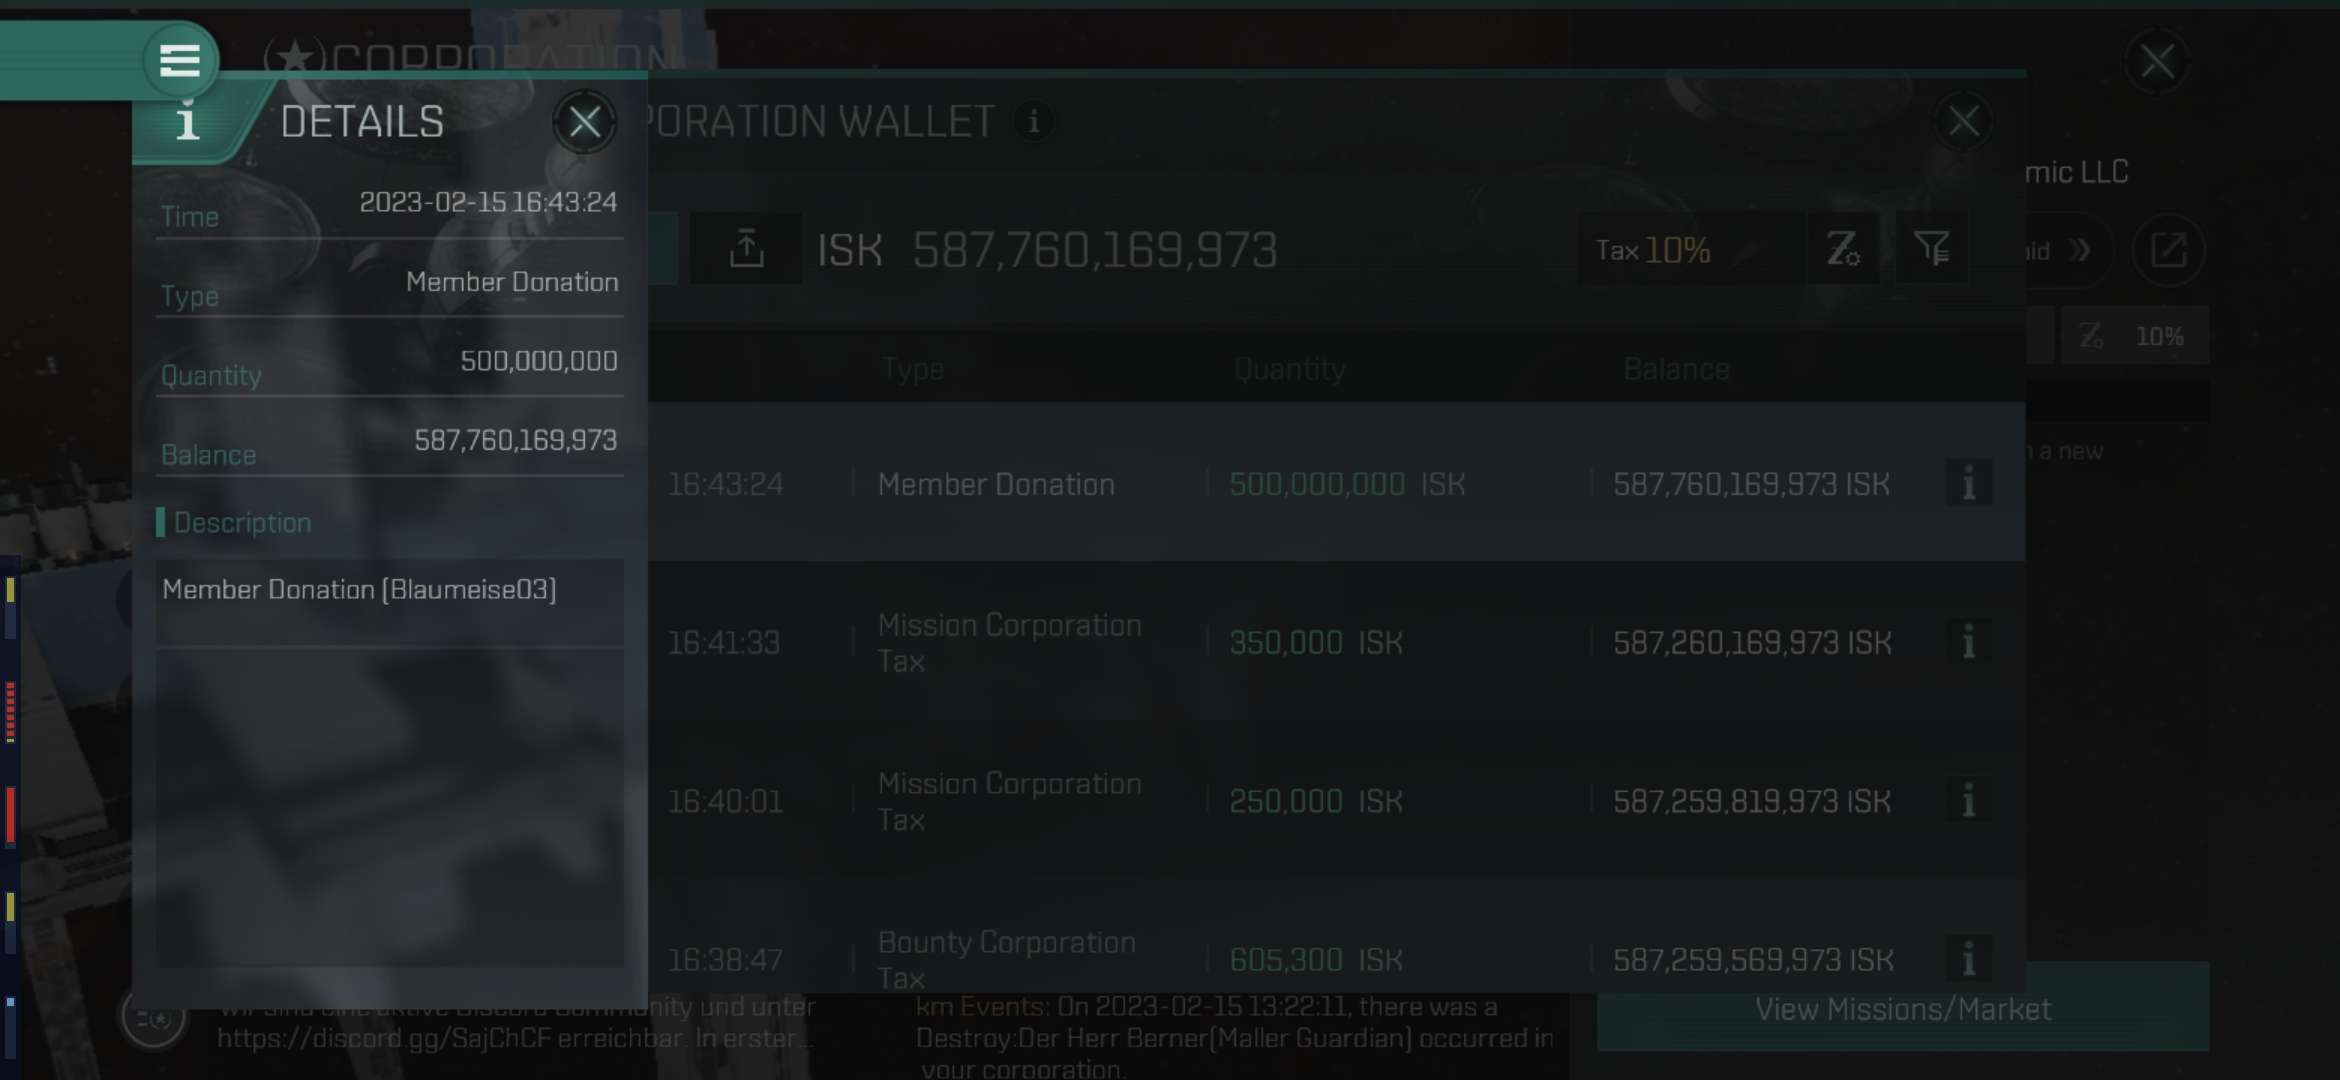 CORPORATION
DETAILS
Time 2023-02-15 16:43:24
Type Member Donation
Quantity 500,000,000
Balance 587,760,169,973
Description
Member Donation [Blaumeise03]
PORATION WALLET i
ISK 587,760,169,973
Tax 10%
Type Quantity Balance
16:43:24 Member Donation 500,000,000 ISK 587,760,169,973 ISK
16:41:33 Mission Corporation Tax 350,000 ISK 587,260,169,973 ISK
16:40:01 Mission Corporation Tax 250,000 ISK 587,259,819,973 ISK
16:38:47 Bounty Corporation Tax 605,300 ISK 587,259,569,973 ISK
mic LLC
10%
a new
Wir sind eine aktive Discord Community und unter
https://discord.gg/SajChCF erreichbar. In erster...
km Events: On 2023-02-15 13:22:11, there was a
Destroy:Der Herr Berner[Maller Guardian] occurred in
your corporation.
View Missions/Market